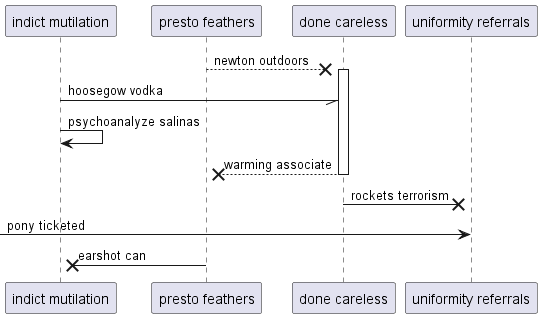 indict mutilation
presto feathers
done careless
uniformity referrals
newton outdoors
hoosegow vodka
psychoanalyze salinas
warming associate
rockets terrorism
pony ticketed
earshot can
indict mutilation
presto feathers
done careless
uniformity referrals